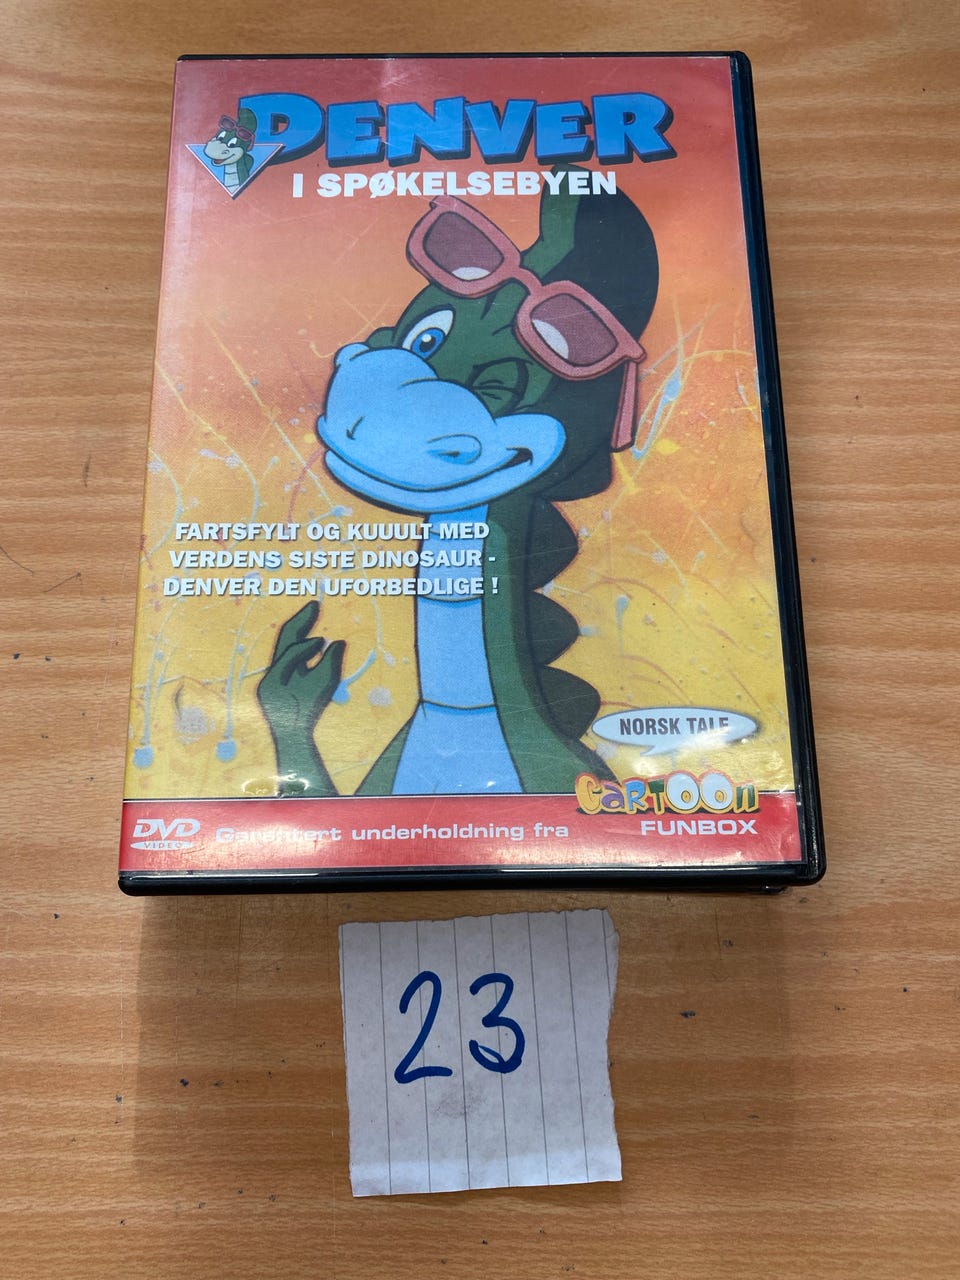 DENVER
I SPØKELSEBYEN
FARTSFYLT OG KUUULT MED
VERDENS SISTE DINOSAUR -
DENVER DEN UFORBEDLIGE !
NORSK TALE
CARTOON
FUNBOX
DVD
VIDEO
Garantert underholdning fra
23